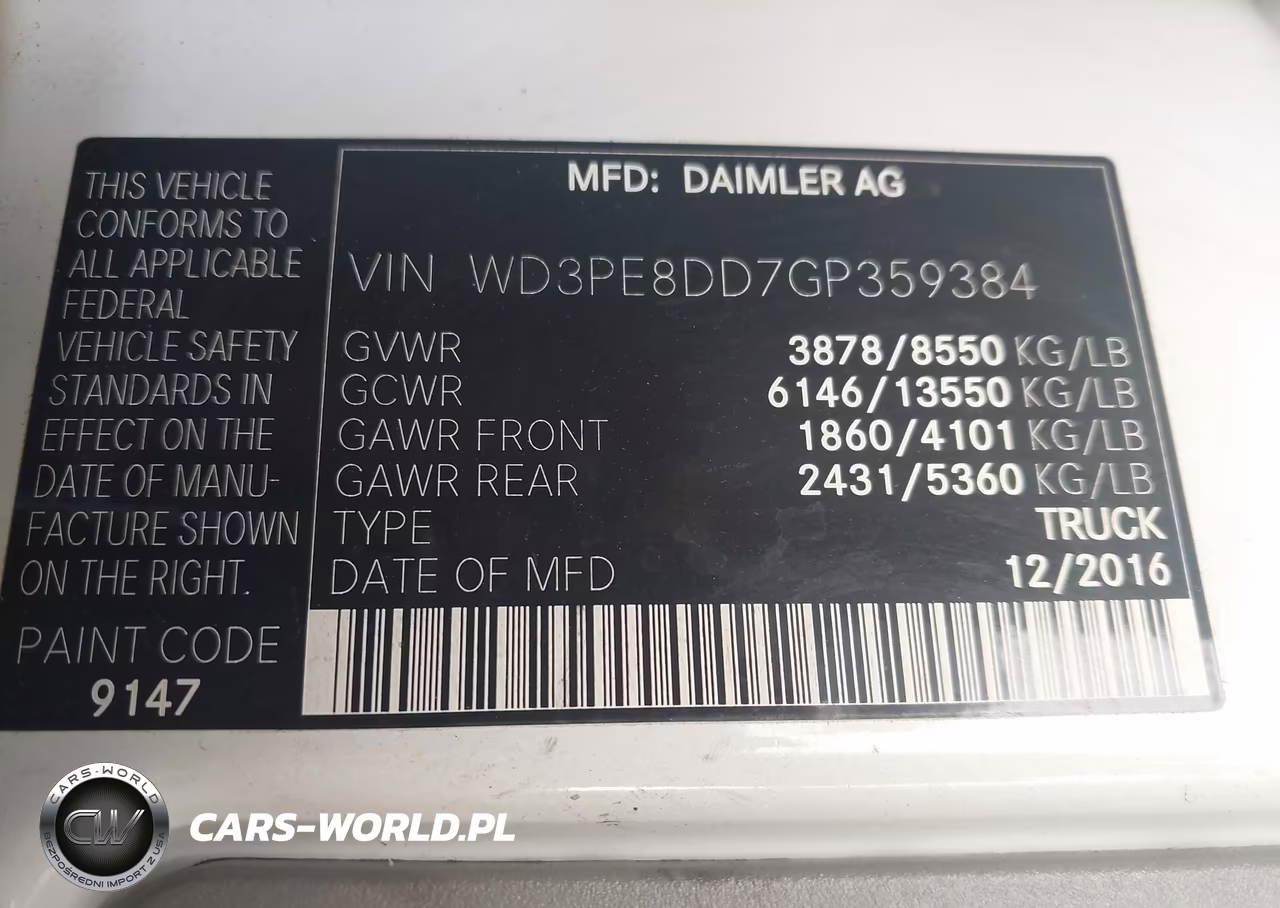 THIS VEHICLE
CONFORMS TO
ALL APPLICABLE
FEDERAL
VEHICLE SAFETY
STANDARDS IN
EFFECT ON THE
DATE OF MANU-
FACTURE SHOWN
ON THE RIGHT.
PAINT CODE
9147
MFD: DAIMLER AG
VIN WD3PE8DD7GP359384
GVWR 3878/8550 KG/LB
GCWR 6146/13550 KG/LB
GAWR FRONT 1860/4101 KG/LB
GAWR REAR 2431/5360 KG/LB
TYPE TRUCK
DATE OF MFD 12/2016
CARS-WORLD
CW
BEZPOŚREDNI IMPORT Z USA
CARS-WORLD.PL